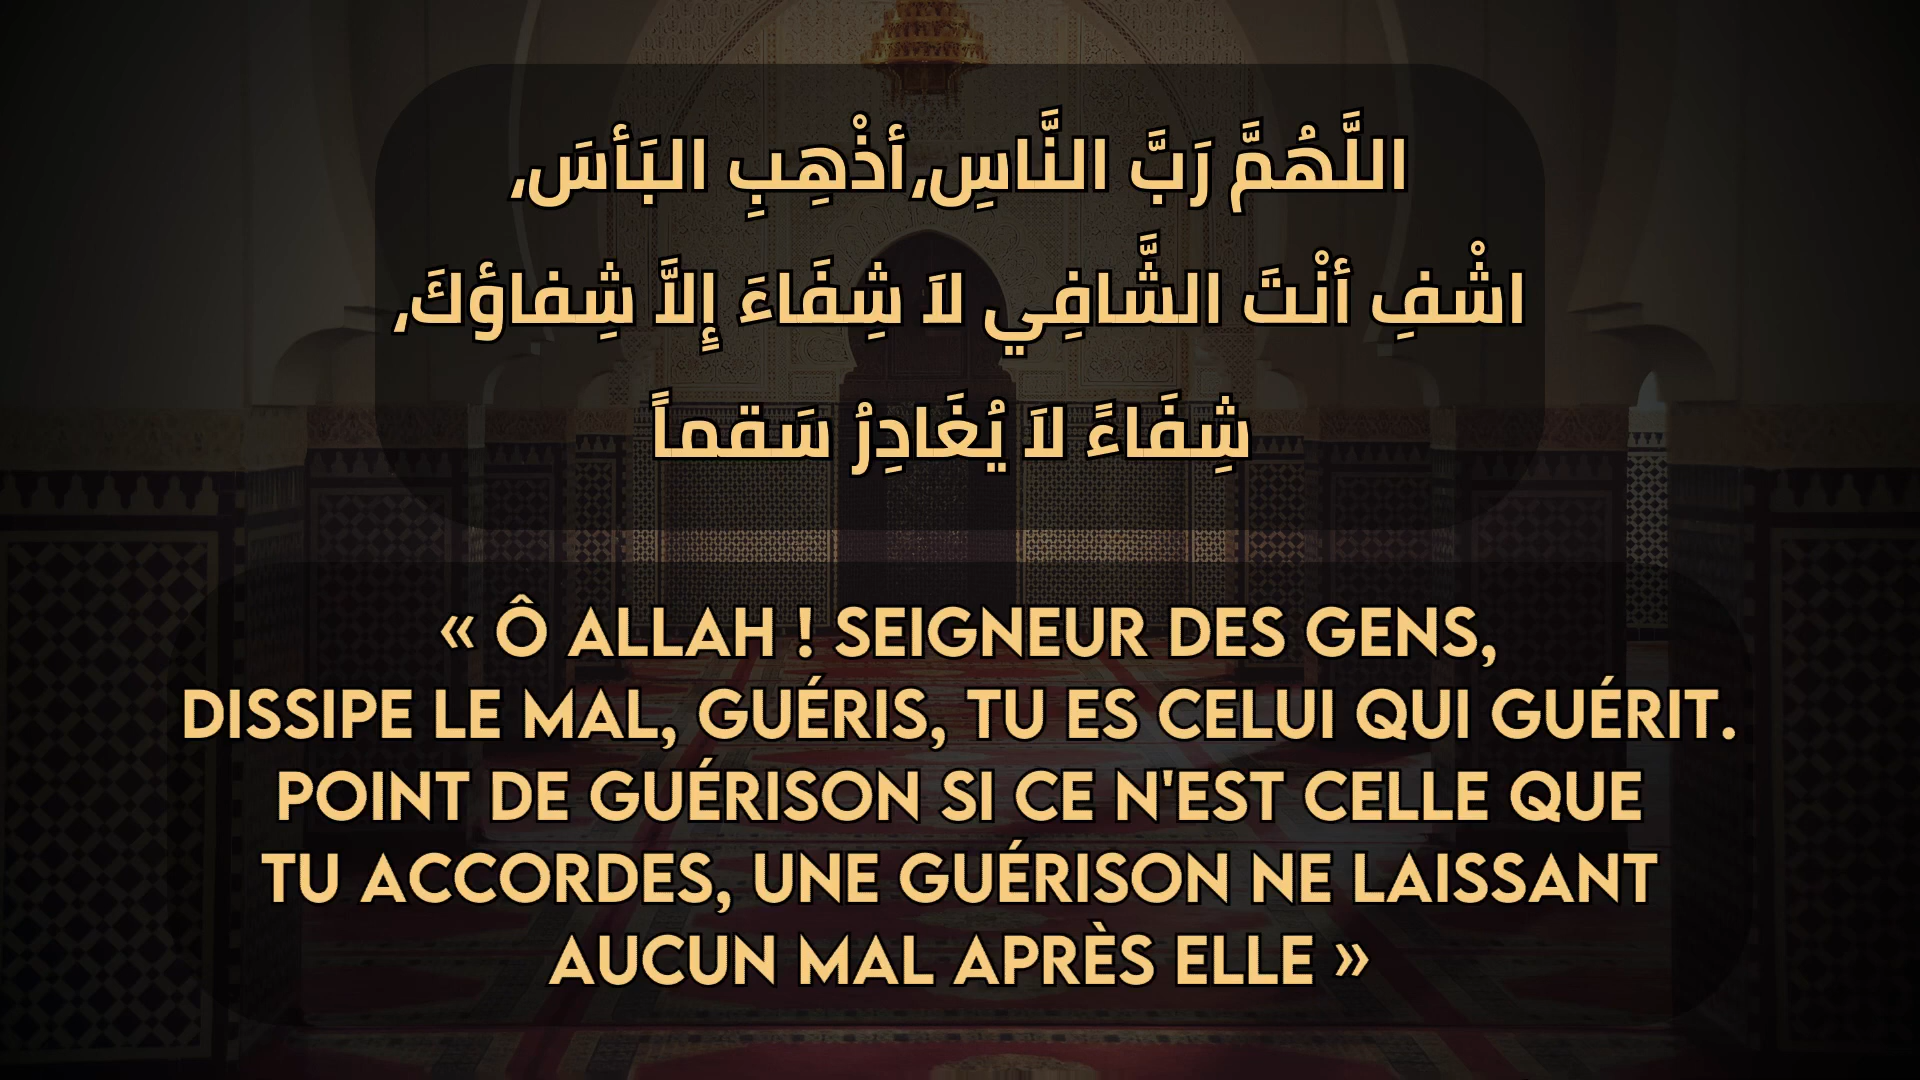 اللَّهُمَّ رَبَّ النَّاسِ,أذْهِبِ البَأسَ,
اشْفِ أنْتَ الشَّافِي لاَ شِفَاءَ إِلاَّ شِفاؤُكَ,
شِفَاءً لاَ يُغَادِرُ سَقماً
« Ô ALLAH ! SEIGNEUR DES GENS,
DISSIPE LE MAL, GUÉRIS, TU ES CELUI QUI GUÉRIT.
POINT DE GUÉRISON SI CE N'EST CELLE QUE
TU ACCORDES, UNE GUÉRISON NE LAISSANT
AUCUN MAL APRÈS ELLE »